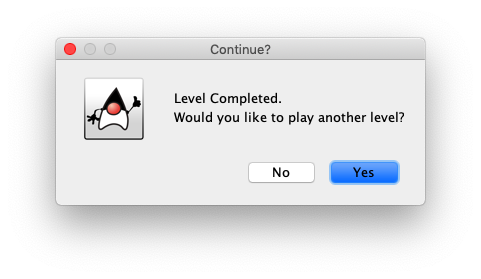 Continue?
Level Completed.
Would you like to play another level?
No
Yes